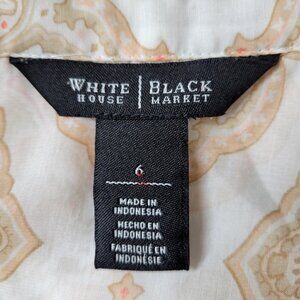 WHITE | BLACK
HOUSE | MARKET
6
MADE IN
INDONESIA
HECHO EN
INDONESIA
FABRIQUÉ EN
INDONÉSIE